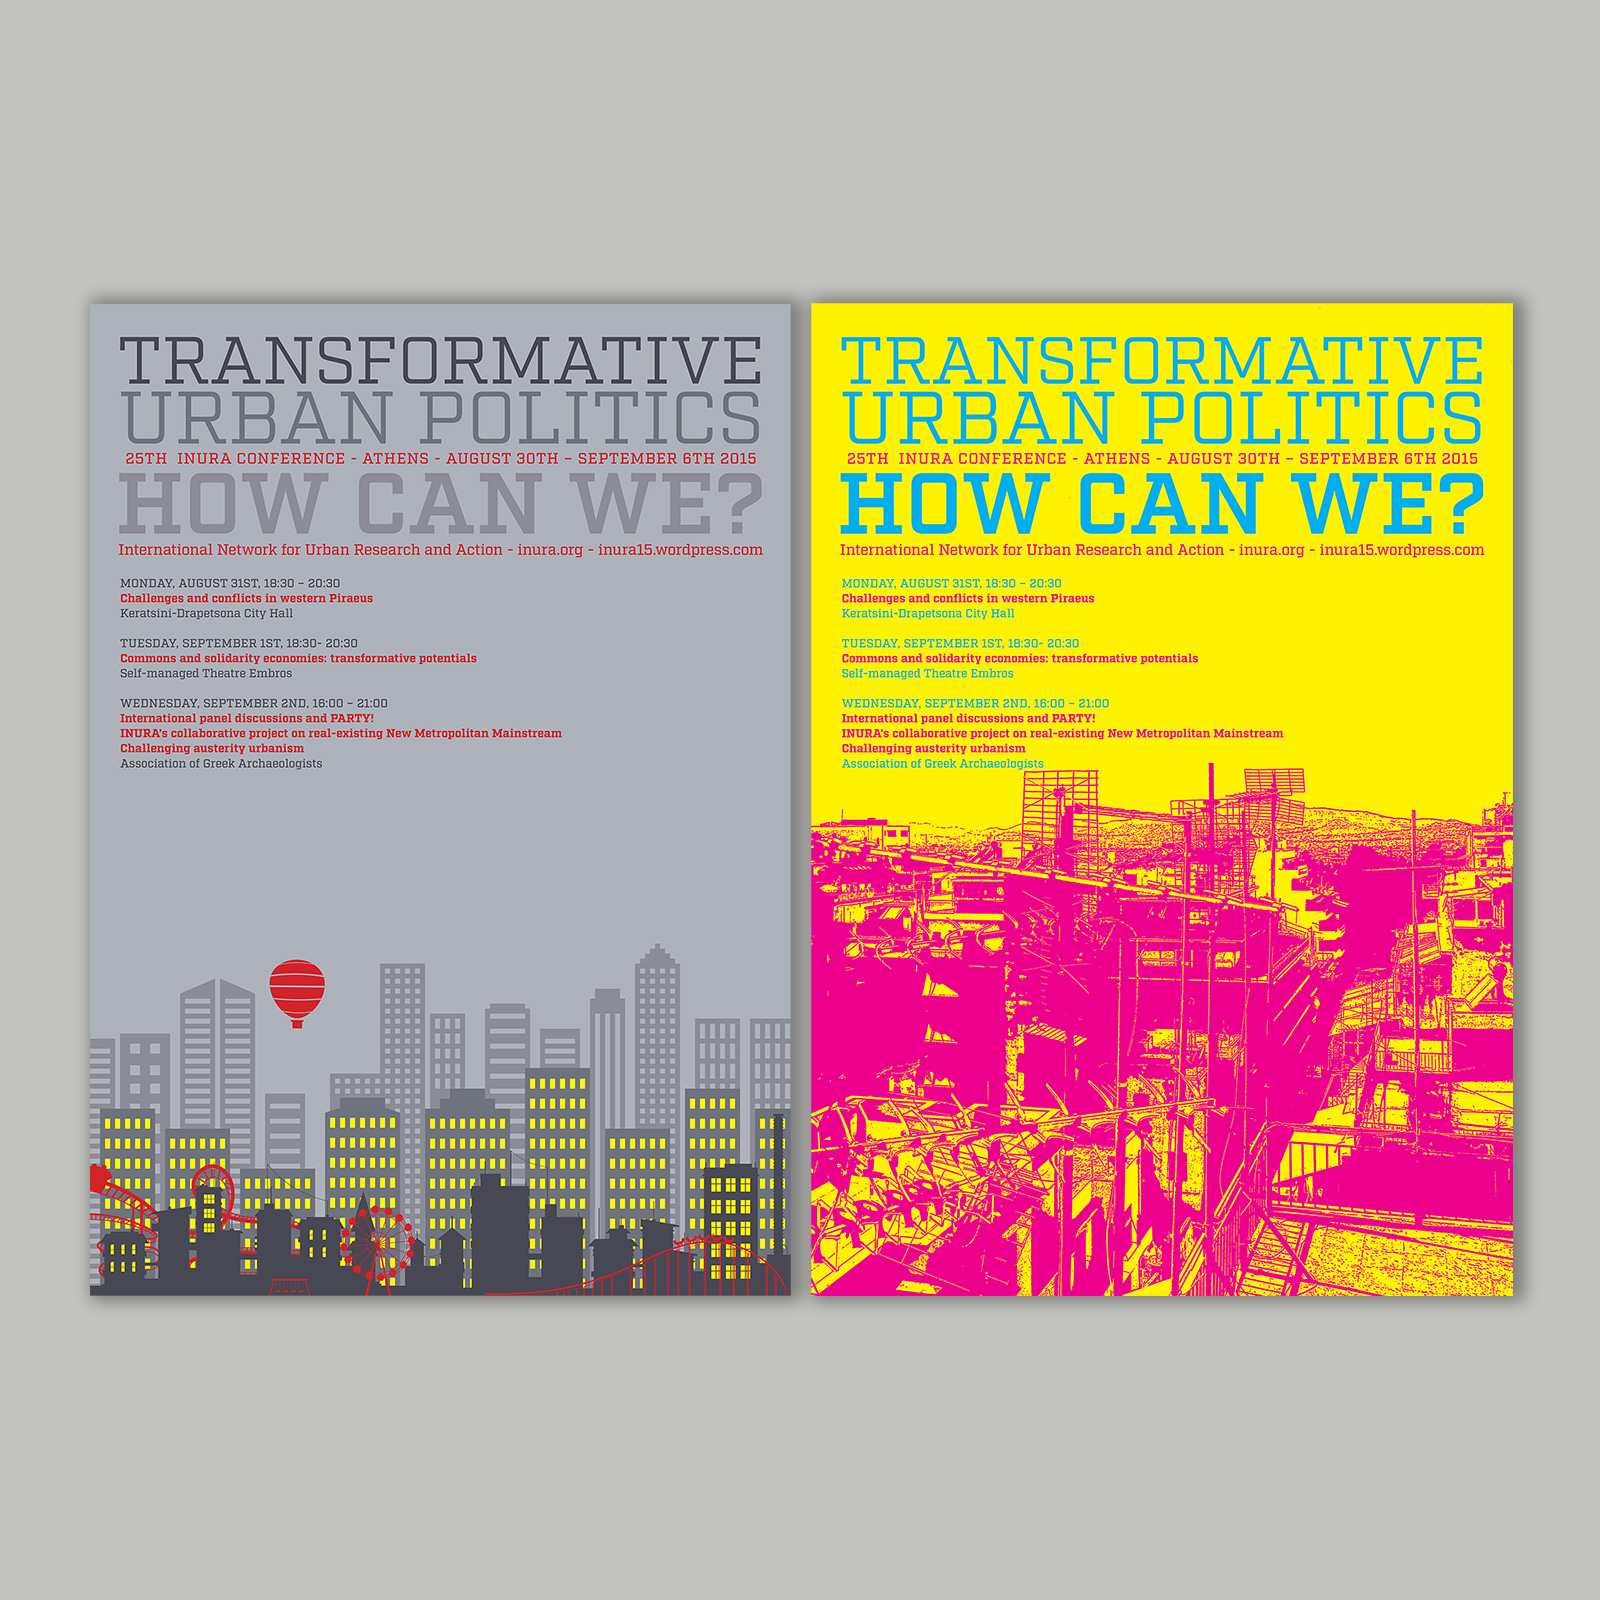 TRANSFORMATIVE
URBAN POLITICS
25TH INURA CONFERENCE - ATHENS - AUGUST 30TH – SEPTEMBER 6TH 2015
HOW CAN WE?
International Network for Urban Research and Action - inura.org - inura15.wordpress.com
MONDAY, AUGUST 31ST, 18:30 – 20:30
Challenges and conflicts in western Piraeus
Keratsini-Drapetsona City Hall
TUESDAY, SEPTEMBER 1ST, 18:30- 20:30
Commons and solidarity economies: transformative potentials
Self-managed Theatre Embros
WEDNESDAY, SEPTEMBER 2ND, 16:00 – 21:00
International panel discussions and PARTY!
INURA's collaborative project on real-existing New Metropolitan Mainstream
Challenging austerity urbanism
Association of Greek Archaeologists
TRANSFORMATIVE
URBAN POLITICS
25TH INURA CONFERENCE - ATHENS - AUGUST 30TH – SEPTEMBER 6TH 2015
HOW CAN WE?
International Network for Urban Research and Action - inura.org - inura15.wordpress.com
MONDAY, AUGUST 31ST, 18:30 – 20:30
Challenges and conflicts in western Piraeus
Keratsini-Drapetsona City Hall
TUESDAY, SEPTEMBER 1ST, 18:30- 20:30
Commons and solidarity economies: transformative potentials
Self-managed Theatre Embros
WEDNESDAY, SEPTEMBER 2ND, 16:00 – 21:00
International panel discussions and PARTY!
INURA's collaborative project on real-existing New Metropolitan Mainstream
Challenging austerity urbanism
Association of Greek Archaeologists